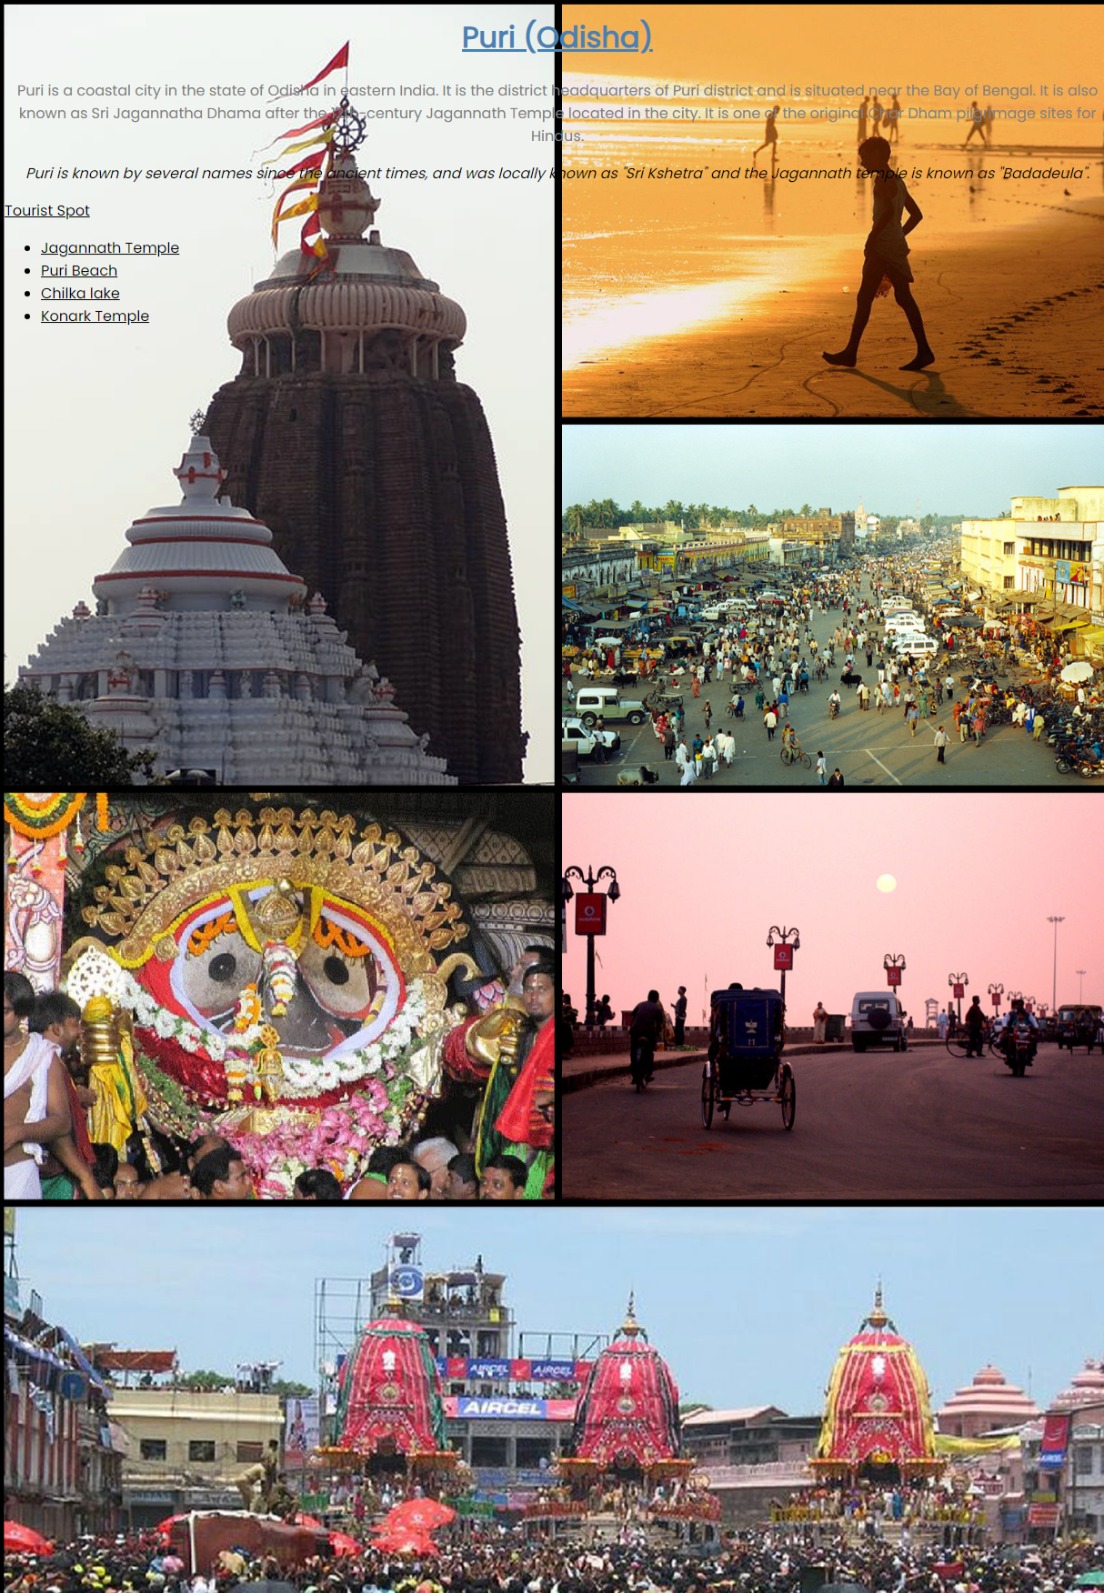 Puri (Odisha)
Puri is a coastal city in the state of Odisha in eastern India. It is the district headquarters of Puri district and is situated near the Bay of Bengal. It is also
known as Sri Jagannatha Dhama after the 12th-century Jagannath Temple located in the city. It is one of the original Char Dham pilgrimage sites for
Hindus.
Puri is known by several names since the ancient times, and was locally known as "Sri Kshetra" and the Jagannath temple is known as "Badadeula".
Tourist Spot
Jagannath Temple
Puri Beach
Chilka lake
Konark Temple
vodafone
AIRCEL AIRCEL
AIRCEL
AIRCEL